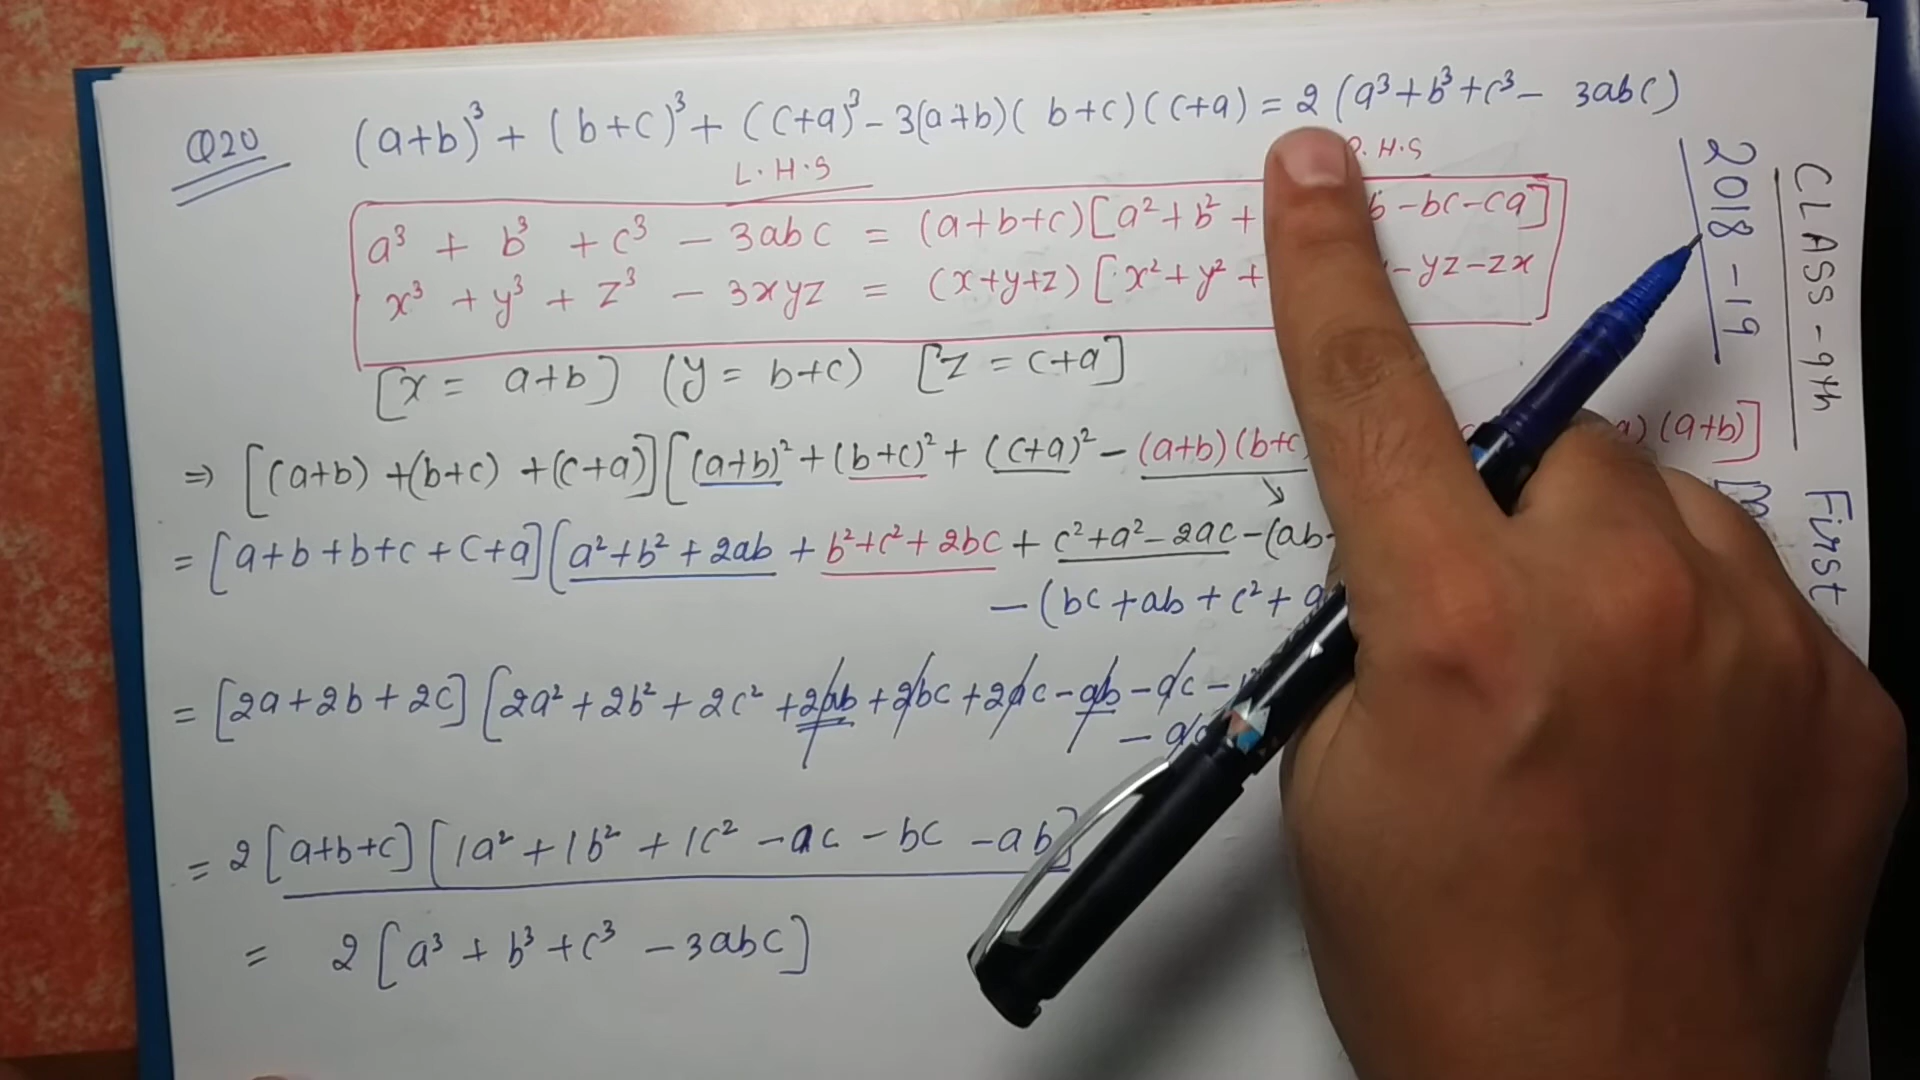 Q20 (a+b)³ + (b+c)³ + (c+a)³ - 3(a+b)(b+c)(c+a) = 2(a³+b³+c³- 3abc)
L.H.S .H.S
a³ + b³ + c³ - 3abc = (a+b+c)[a²+b²+ b-bc-ca]
x³ + y³ + z³ - 3xyz = (x+y+z)[x²+y²+ -yz-zx
[x = a+b] (y = b+c) [z = c+a]
⇒ [(a+b)+(b+c)+(c+a)][(a+b)²+(b+c)²+(c+a)²-(a+b)(b+c a)(a+b)]
= [a+b+b+c+c+a][a²+b²+2ab + b²+c²+2bc + c²+a²-2ac-(ab
-(bc+ab+c²+
= [2a+2b+2c][2a²+2b²+2c²+2ab+2bc+2ac-ab-ac-
= 2[a+b+c][1a²+1b²+1c²-ac-bc-ab]
= 2[a³+b³+c³-3abc]
2018-19
CLASS-9th First